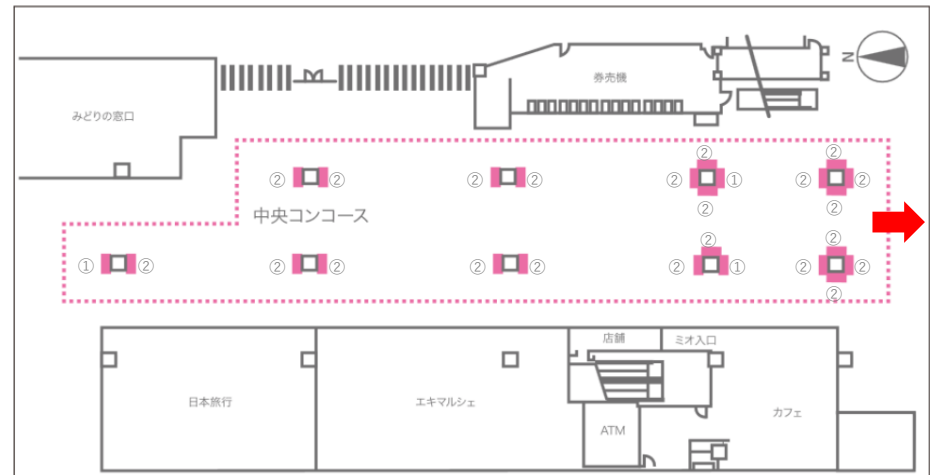 N
券売機
みどりの窓口
② ② ② ②
② ② ① ②
② ② ② ②
中央コンコース
① ② ② ② ② ②
② ② ①
② ② ② ②
店舗 ミオ入口
日本旅行 エキマルシェ カフェ
ATM